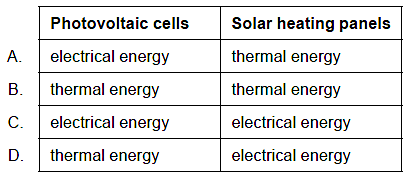 Photovoltaic cells Solar heating panels
A. electrical energy thermal energy
B. thermal energy thermal energy
C. electrical energy electrical energy
D. thermal energy electrical energy